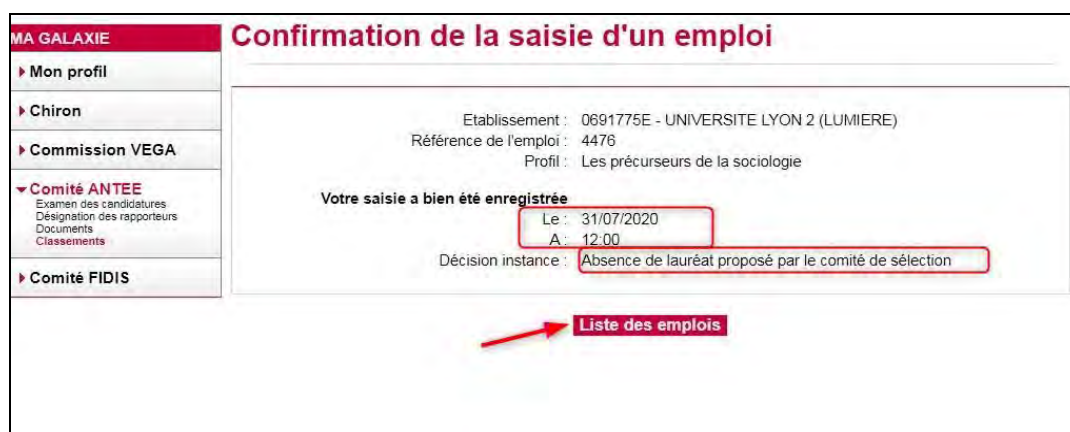 MA GALAXIE
Mon profil
Chiron
Commission VEGA
Comité ANTEE
Examen des candidatures
Désignation des rapporteurs
Documents
Classements
Comité FIDIS
Confirmation de la saisie d'un emploi
Etablissement : 0691775E - UNIVERSITE LYON 2 (LUMIERE)
Référence de l'emploi : 4476
Profil : Les précurseurs de la sociologie
Votre saisie a bien été enregistrée
Le : 31/07/2020
A : 12:00
Décision instance : Absence de lauréat proposé par le comité de sélection
Liste des emplois